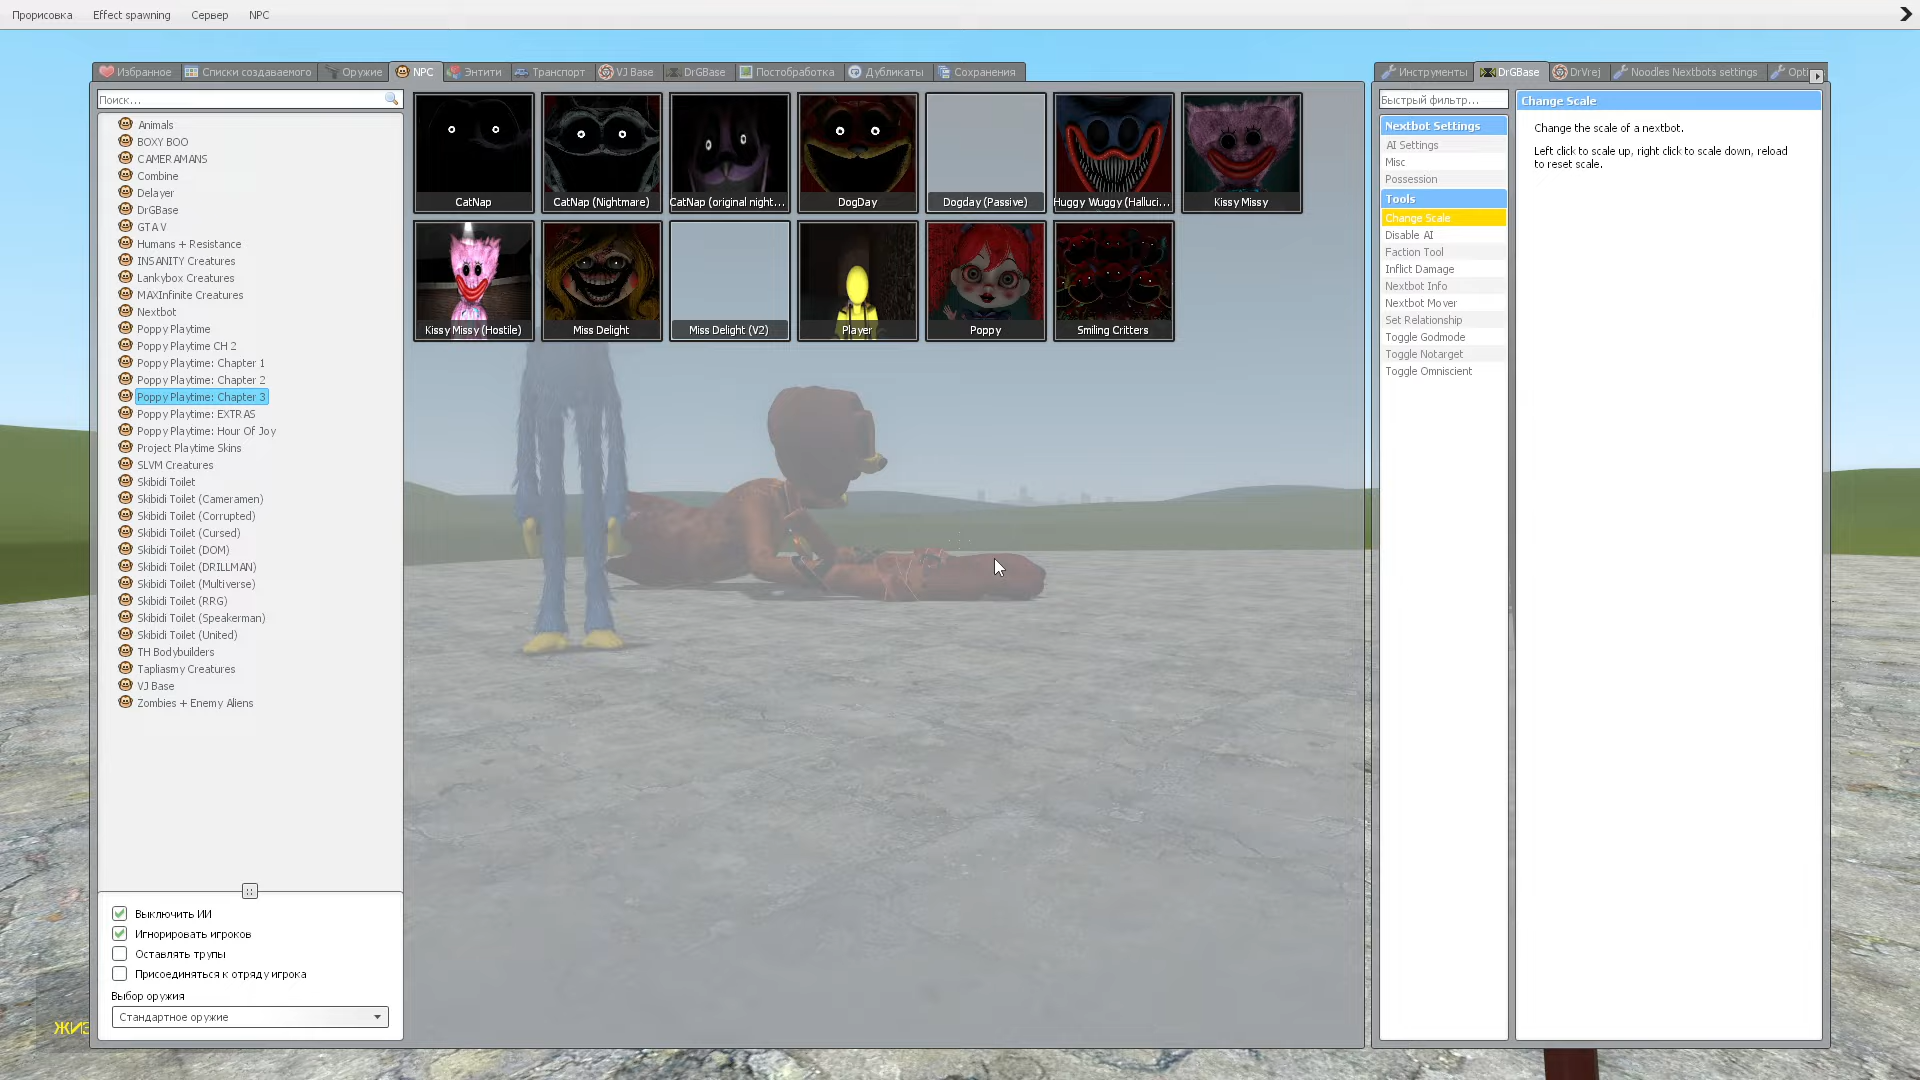 Прорисовка Effect spawning Сервер NPC
Избранное Списки создаваемого Оружие NPC Энтити Транспорт VJ Base DrGBase Постобработка Дубликаты Сохранения
Поиск...
Animals
BOXY BOO
CAMERAMANS
Combine
Delayer
DrGBase
GTA V
Humans + Resistance
INSANITY Creatures
Lankybox Creatures
MAXInfinite Creatures
Nextbot
Poppy Playtime
Poppy Playtime CH 2
Poppy Playtime: Chapter 1
Poppy Playtime: Chapter 2
Poppy Playtime: Chapter 3
Poppy Playtime: EXTRAS
Poppy Playtime: Hour Of Joy
Project Playtime Skins
SLVM Creatures
Skibidi Toilet
Skibidi Toilet (Cameramen)
Skibidi Toilet (Corrupted)
Skibidi Toilet (Cursed)
Skibidi Toilet (DOM)
Skibidi Toilet (DRILLMAN)
Skibidi Toilet (Multiverse)
Skibidi Toilet (RRG)
Skibidi Toilet (Speakerman)
Skibidi Toilet (United)
TH Bodybuilders
Tapliasmy Creatures
VJ Base
Zombies + Enemy Aliens
Выключить ИИ
Игнорировать игроков
Оставлять трупы
Присоединяться к отряду игрока
Выбор оружия
Стандартное оружие
CatNap CatNap (Nightmare) CatNap (original night... DogDay Dogday (Passive) Huggy Wuggy (Halluci... Kissy Missy
Kissy Missy (Hostile) Miss Delight Miss Delight (V2) Player Poppy Smiling Critters
Инструменты DrGBase DrVrej Noodles Nextbots settings Opti
Быстрый фильтр...
Nextbot Settings
AI Settings
Misc
Possession
Tools
Change Scale
Disable AI
Faction Tool
Inflict Damage
Nextbot Info
Nextbot Mover
Set Relationship
Toggle Godmode
Toggle Notarget
Toggle Omniscient
Change Scale
Change the scale of a nextbot.
Left click to scale up, right click to scale down, reload
to reset scale.